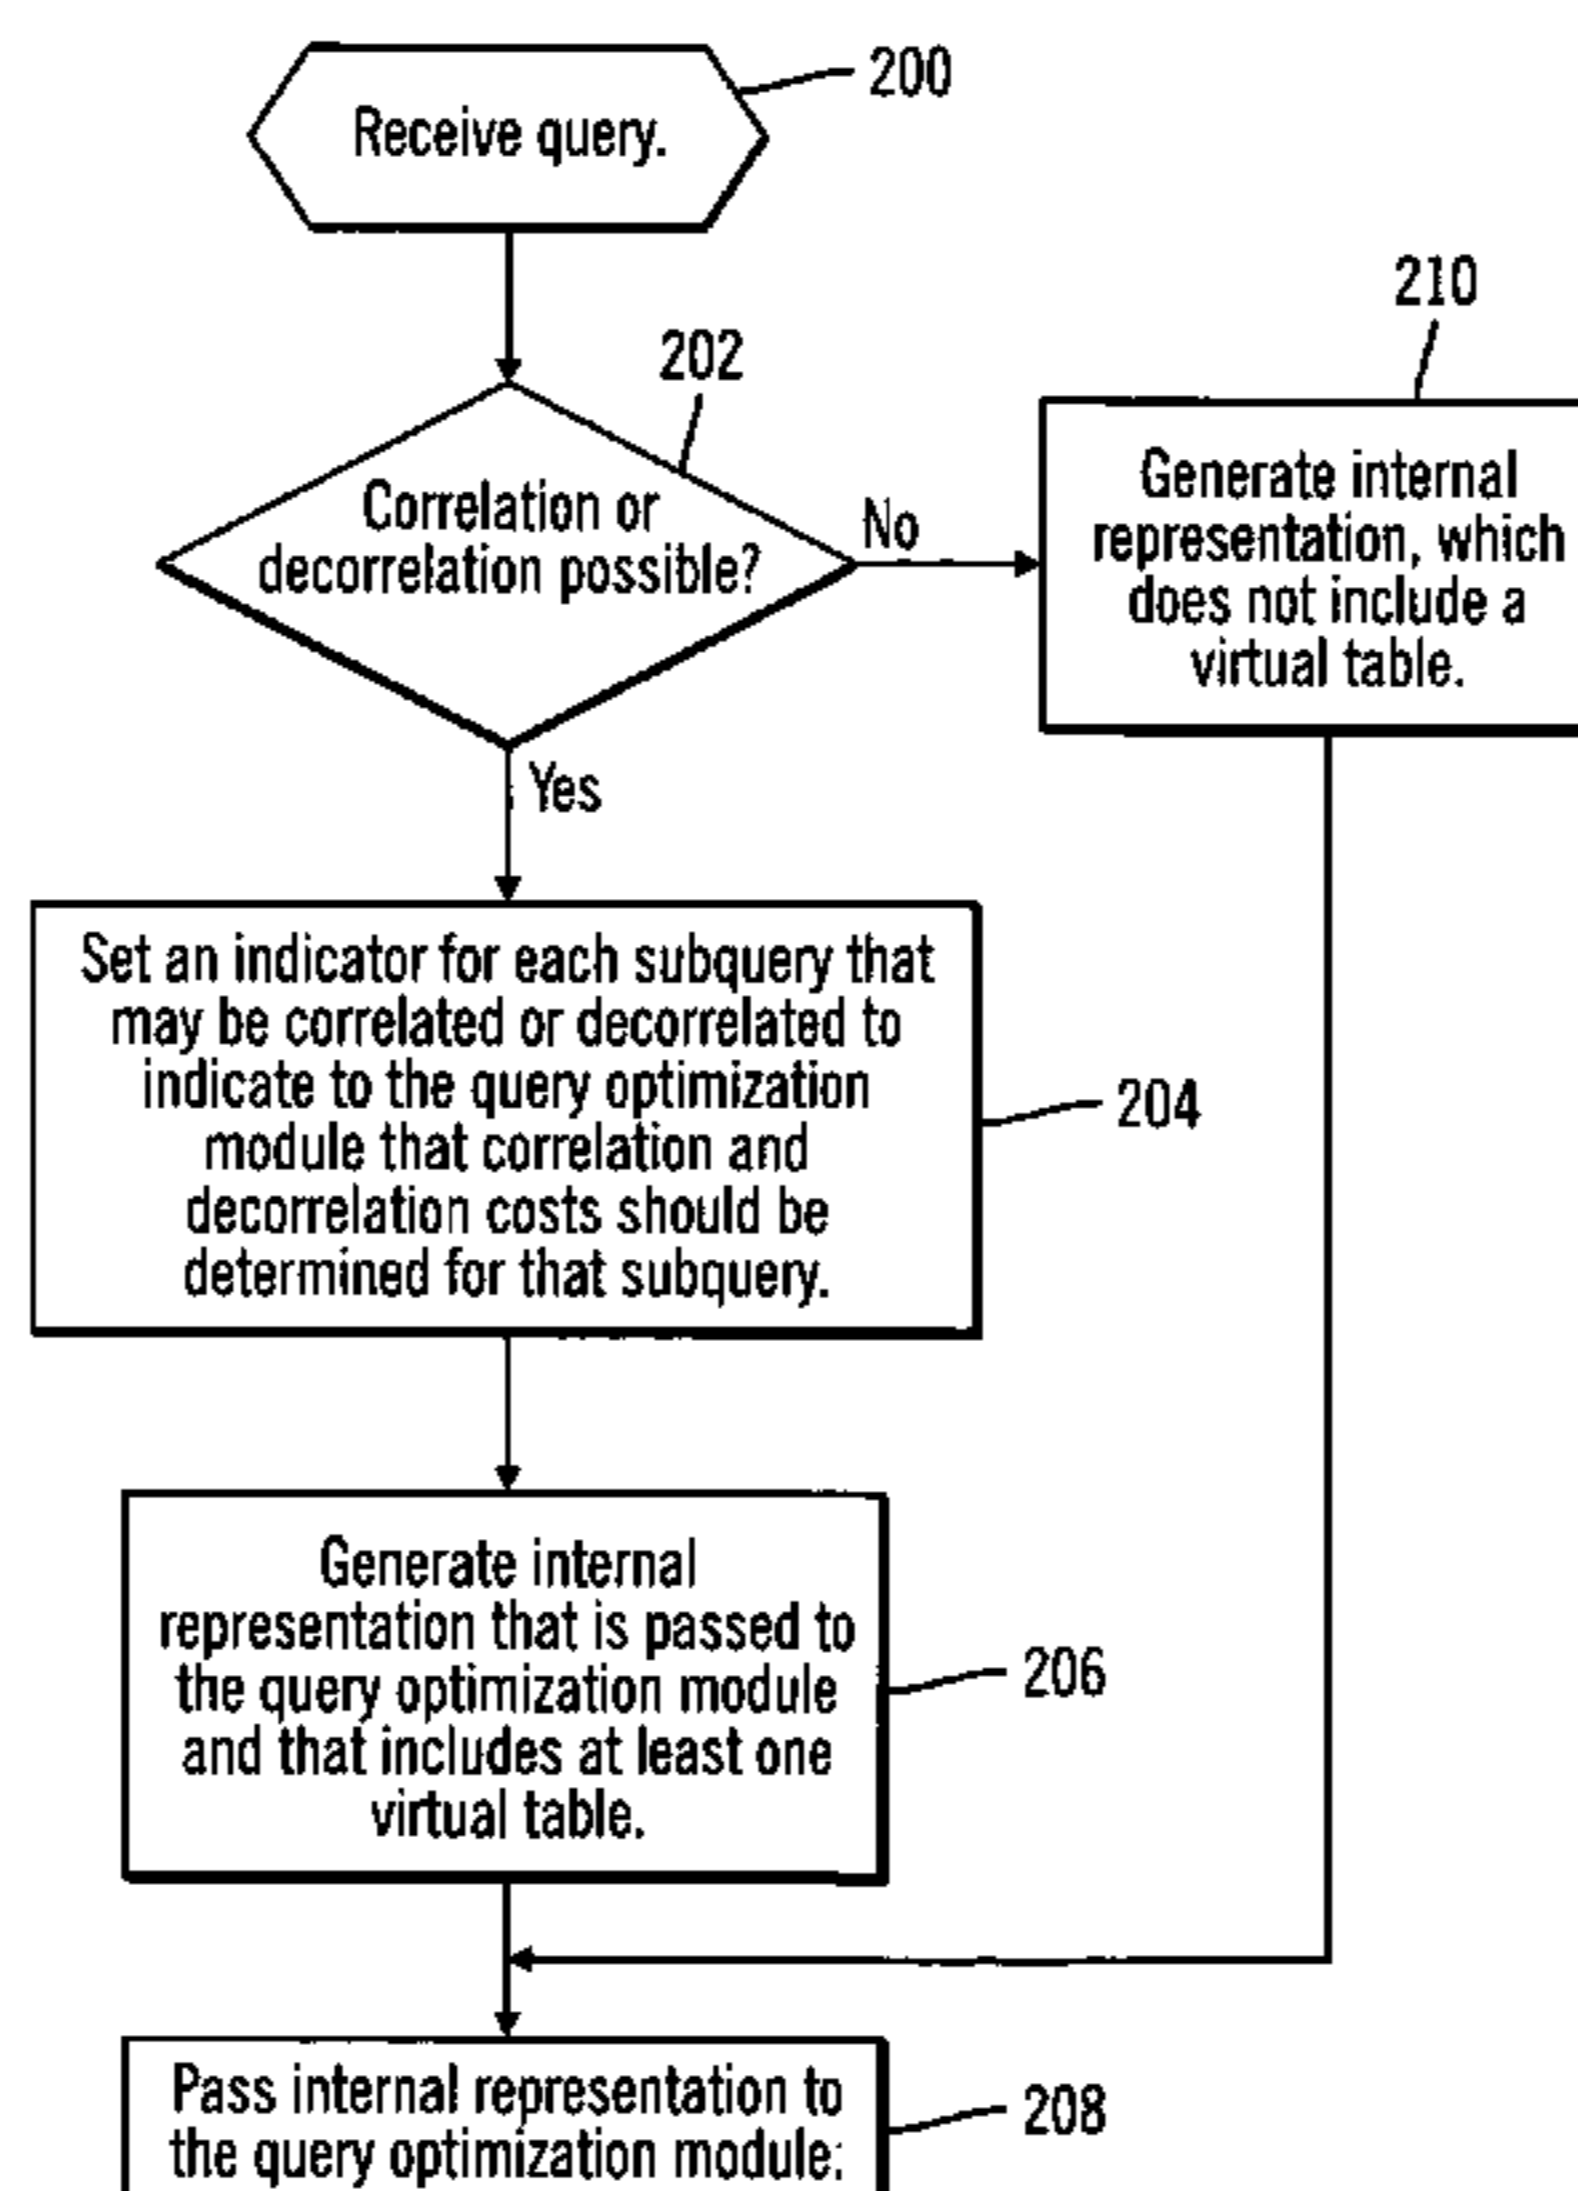 200
Receive query.
202
Correlation or
decorrelation possible?
No
210
Generate internal
representation, which
does not include a
virtual table.
Yes
Set an indicator for each subquery that
may be correlated or decorrelated to
indicate to the query optimization
module that correlation and
decorrelation costs should be
determined for that subquery.
204
Generate internal
representation that is passed to
the query optimization module
and that includes at least one
virtual table.
206
Pass internal representation to
the query optimization module.
208